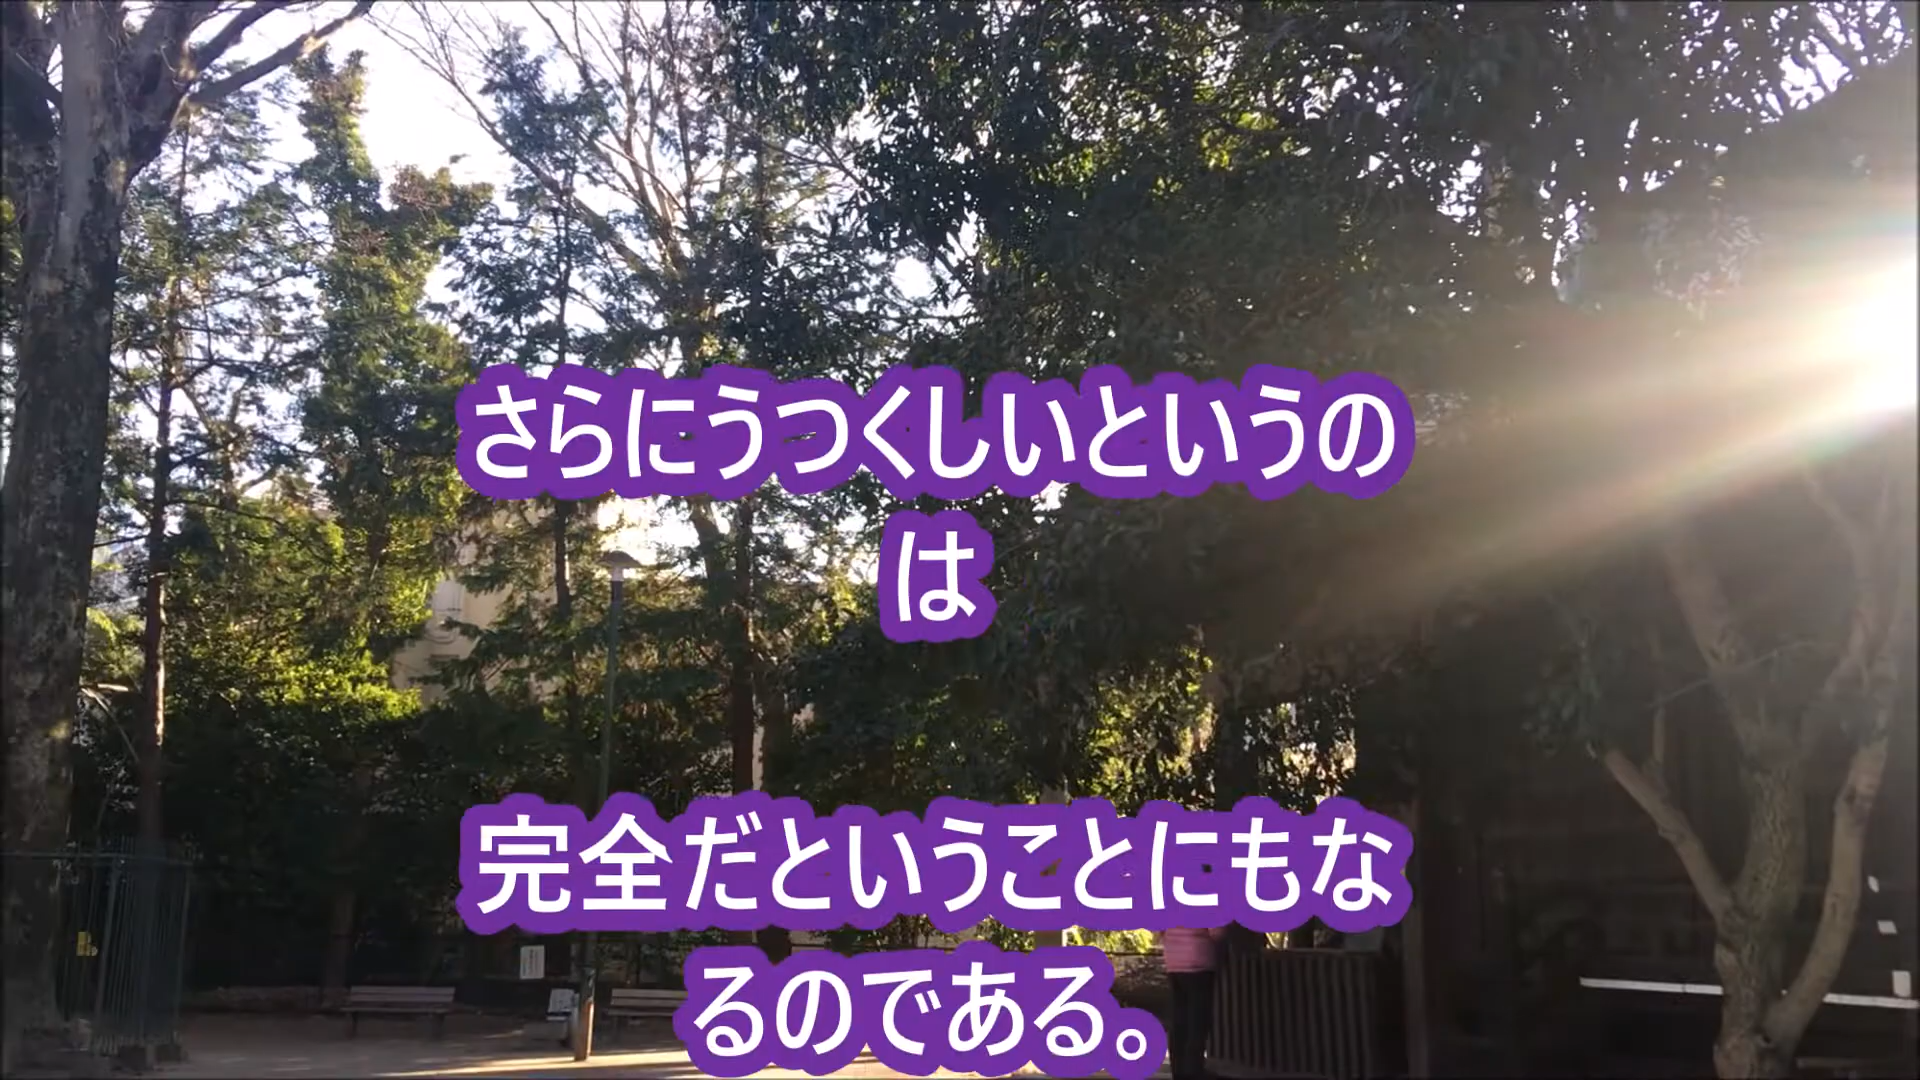 さらにうつくしいというの
は
完全だということにもな
るのである。